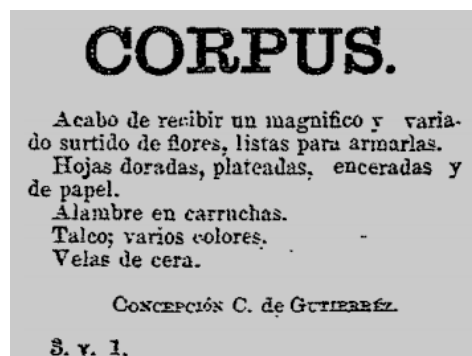 CORPUS.
Acabo de recibir un magnifico y varia-
do surtido de flores, listas para armarlas.
Hojas doradas, plateadas, enceradas y
de papel.
Alambre en carruchas.
Talco; varios colores.
Velas de cera.
CONCEPCIÓN C. de GUTIERRÉZ.
S. v. 1.